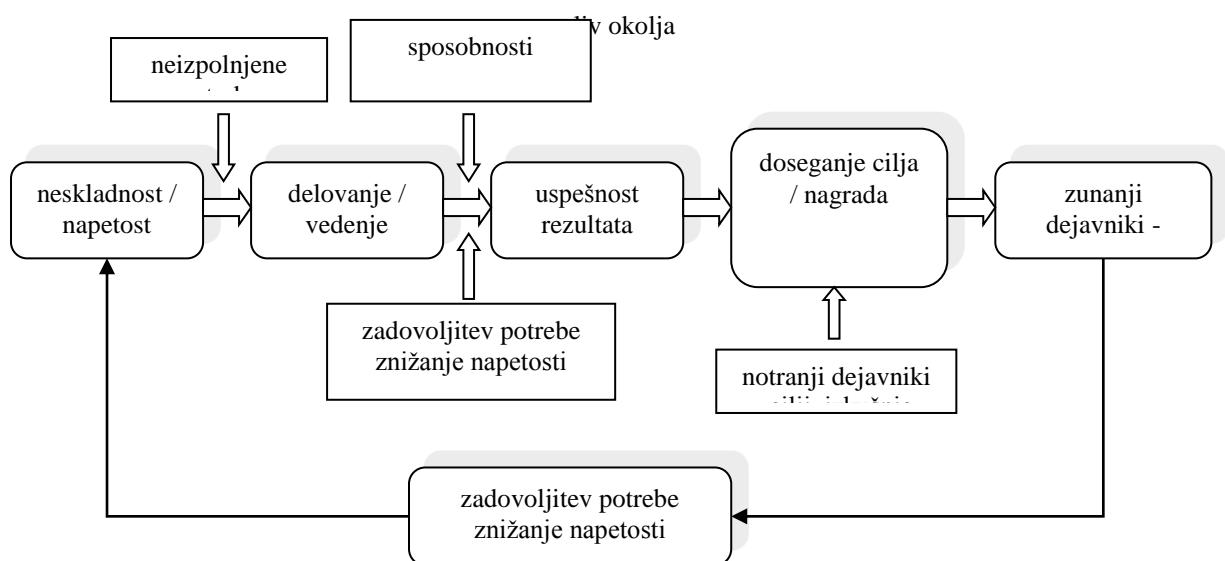 okolja
sposobnosti
neizpolnjene
neskladnost /
napetost
delovanje /
vedenje
uspešnost
rezultata
doseganje cilja
/ nagrada
zunanji
dejavniki -
zadovoljitev potrebe
znižanje napetosti
notranji dejavniki
zadovoljitev potrebe
znižanje napetosti